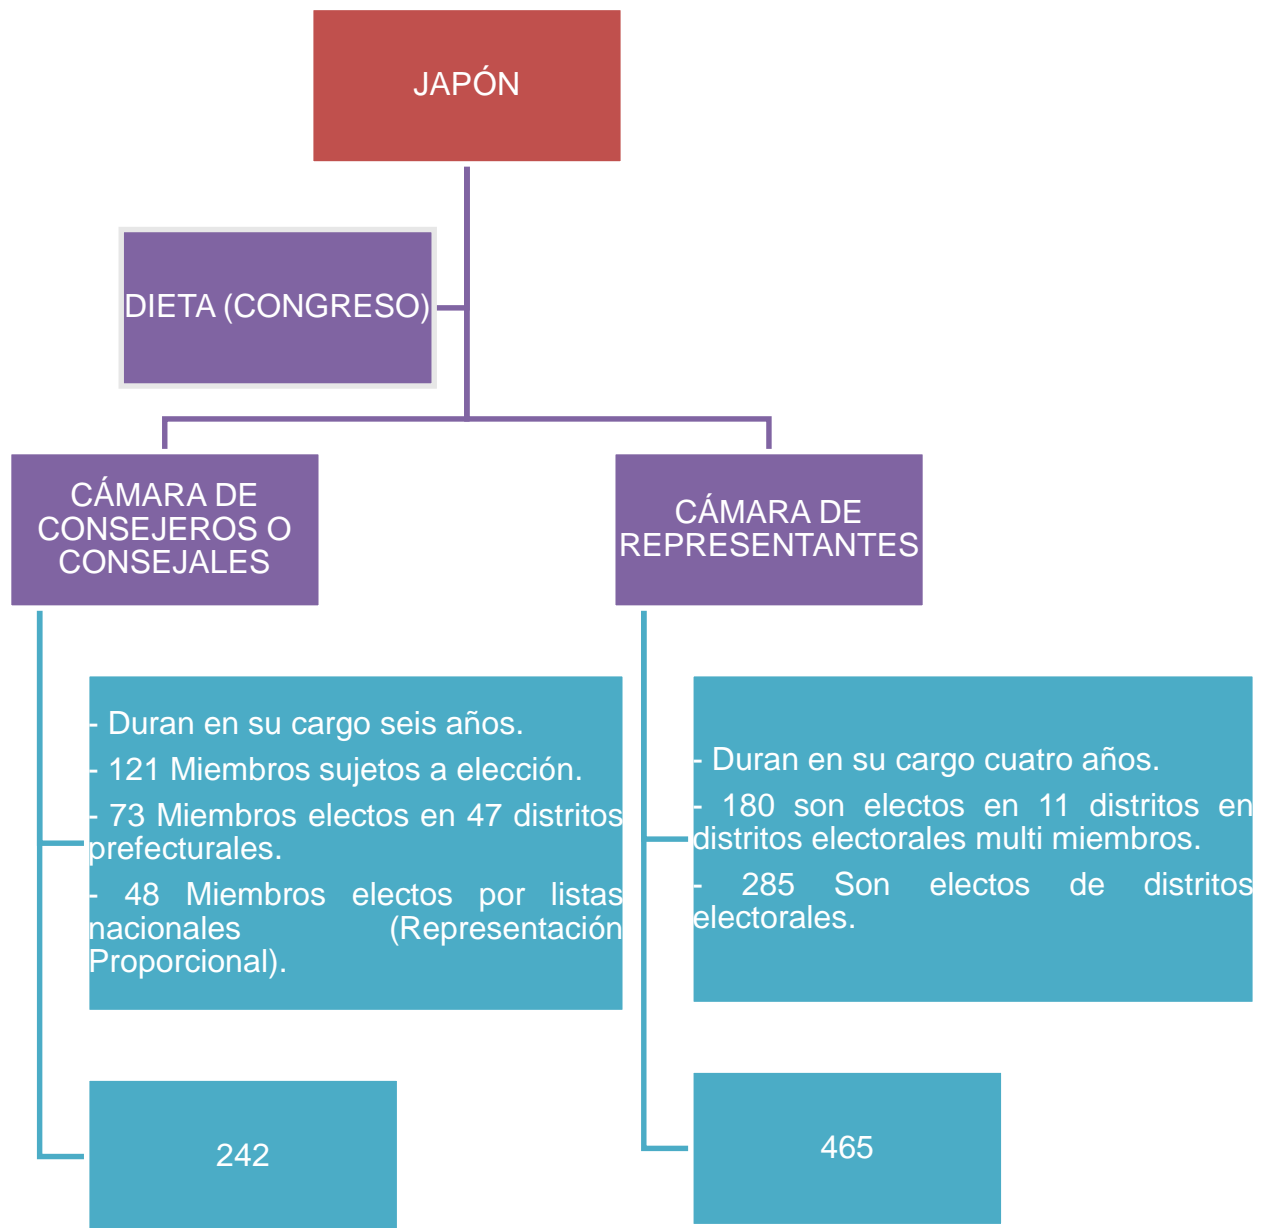 JAPÓN
DIETA (CONGRESO)
CÁMARA DE
CONSEJEROS O
CONSEJALES
CÁMARA DE
REPRESENTANTES
- Duran en su cargo seis años.
- 121 Miembros sujetos a elección.
- 73 Miembros electos en 47 distritos
prefecturales.
- 48 Miembros electos por listas
nacionales (Representación
Proporcional).
- Duran en su cargo cuatro años.
- 180 son electos en 11 distritos en
distritos electorales multi miembros.
- 285 Son electos de distritos
electorales.
242
465